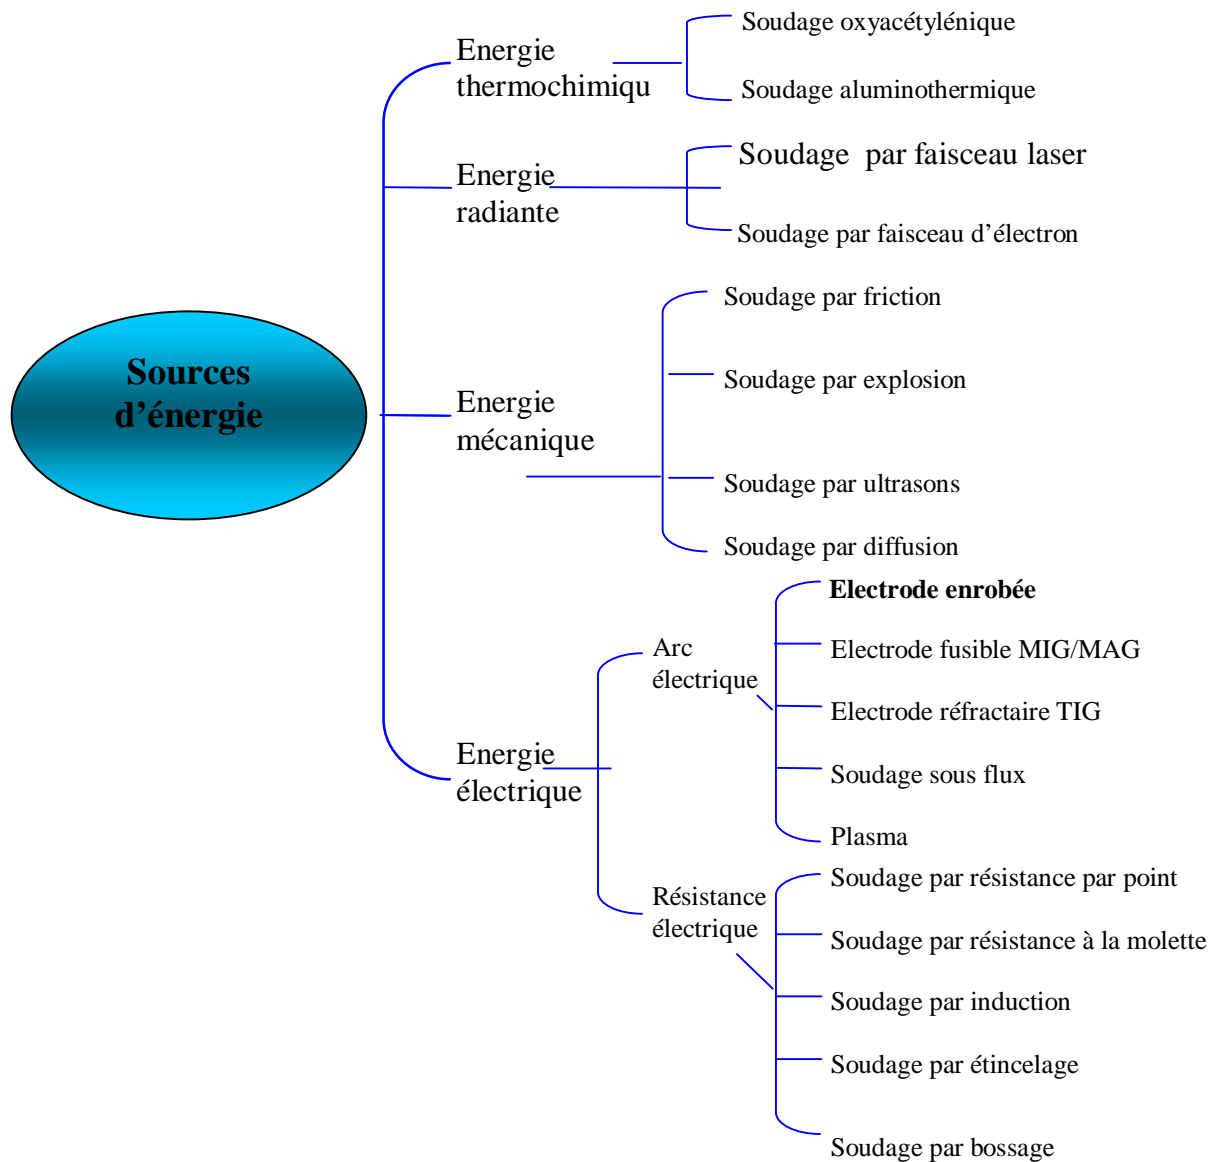 Sources
d’énergie
Energie
thermochimiqu
Soudage oxyacétylénique
Soudage aluminothermique
Energie
radiante
Soudage  par faisceau laser
Soudage par faisceau d’électron
Energie
mécanique
Soudage par friction
Soudage par explosion
Soudage par ultrasons
Soudage par diffusion
Energie
électrique
Arc
électrique
Electrode enrobée
Electrode fusible MIG/MAG
Electrode réfractaire TIG
Soudage sous flux
Plasma
Résistance
électrique
Soudage par résistance par point
Soudage par résistance à la molette
Soudage par induction
Soudage par étincelage
Soudage par bossage